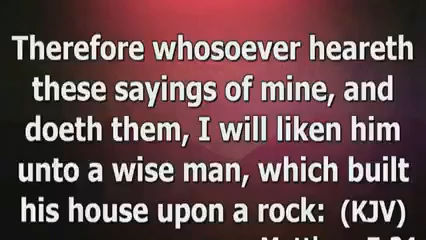 Therefore whosoever heareth
these sayings of mine, and
doeth them, I will liken him
unto a wise man, which built
his house upon a rock:  (KJV)